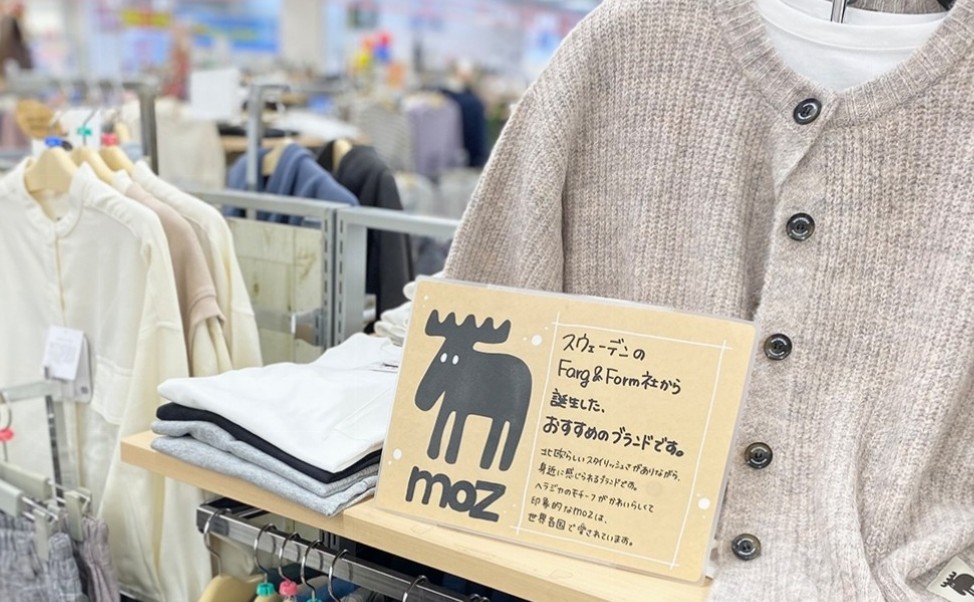 moz
スウェーデンの
Farg&Form社から
誕生した、
おすすめのブランドです。
北欧らしいスタイリッシュさがありながら、
身近に感じられるブランドです。
ヘラジカのモチーフがかわいらしくて
印象的なmozは、
世界各国で愛されています。